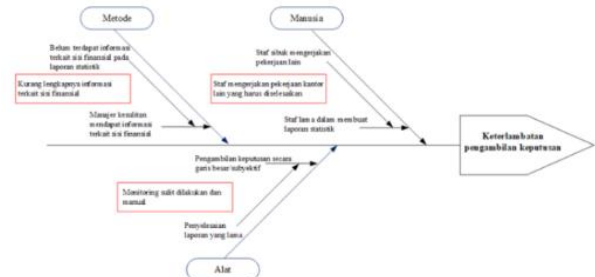 Metode
Manusia
Belum terdapat informasi
terkait sisi finansial pada
laporan statistik
Staf sibuk mengerjakan
pekerjaan lain
Kurang lengkapnya informasi
terkait sisi finansial
Staf mengerjakan pekerjaan kantor
lain yang harus diselesaikan
Manajer kesulitan
mendapat informasi
terkait sisi finansial
Staf lama dalam membuat
laporan statistik
Keterlambatan
pengambilan keputusan
Pengambilan keputusan secara
garis besar/subyektif
Monitoring sulit dilakukan dan
manual
Penyelesaian
laporan yang lama
Alat